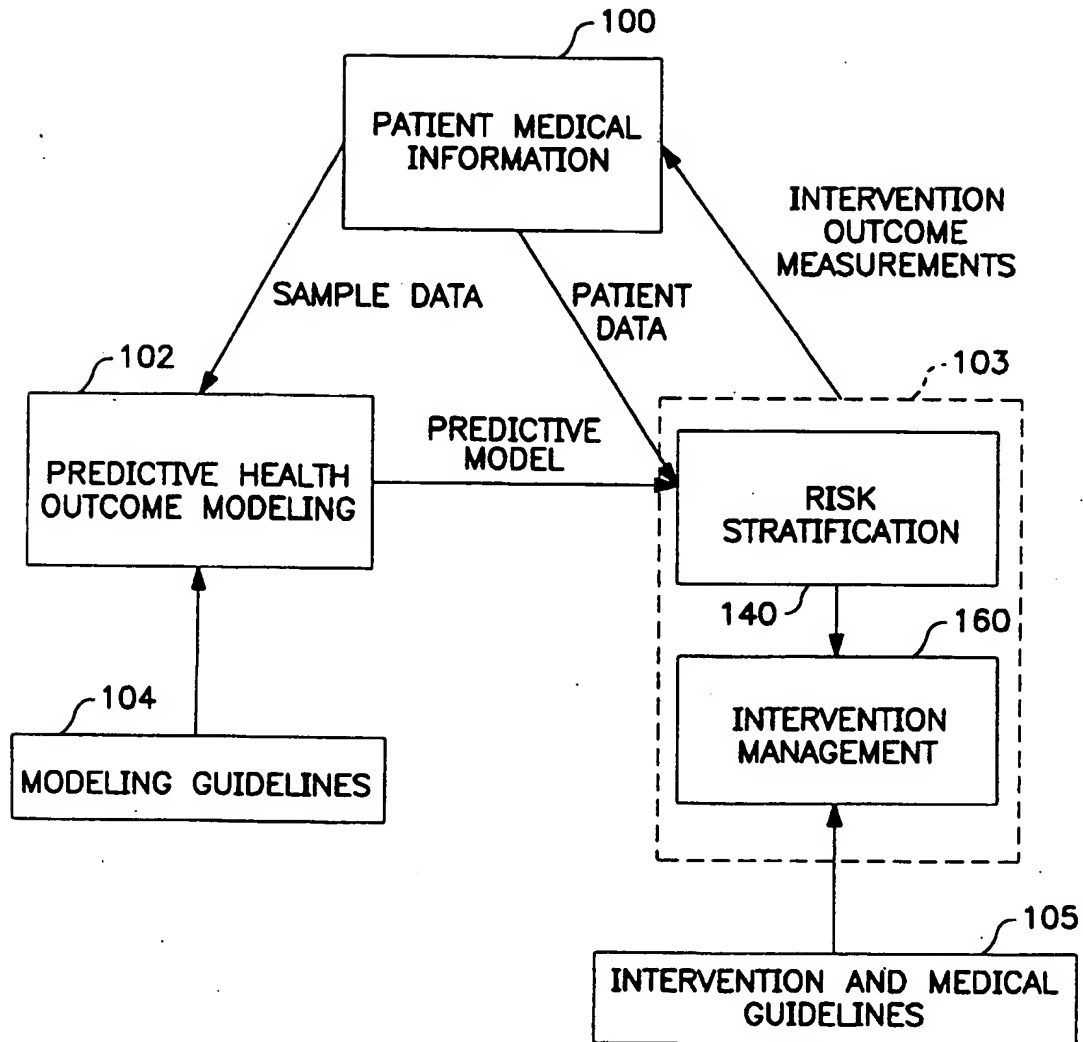 100
PATIENT MEDICAL
INFORMATION
INTERVENTION
OUTCOME
MEASUREMENTS
SAMPLE DATA
PATIENT
DATA
102
103
PREDICTIVE
MODEL
PREDICTIVE HEALTH
OUTCOME MODELING
RISK
STRATIFICATION
140
160
104
INTERVENTION
MANAGEMENT
MODELING GUIDELINES
105
INTERVENTION AND MEDICAL
GUIDELINES